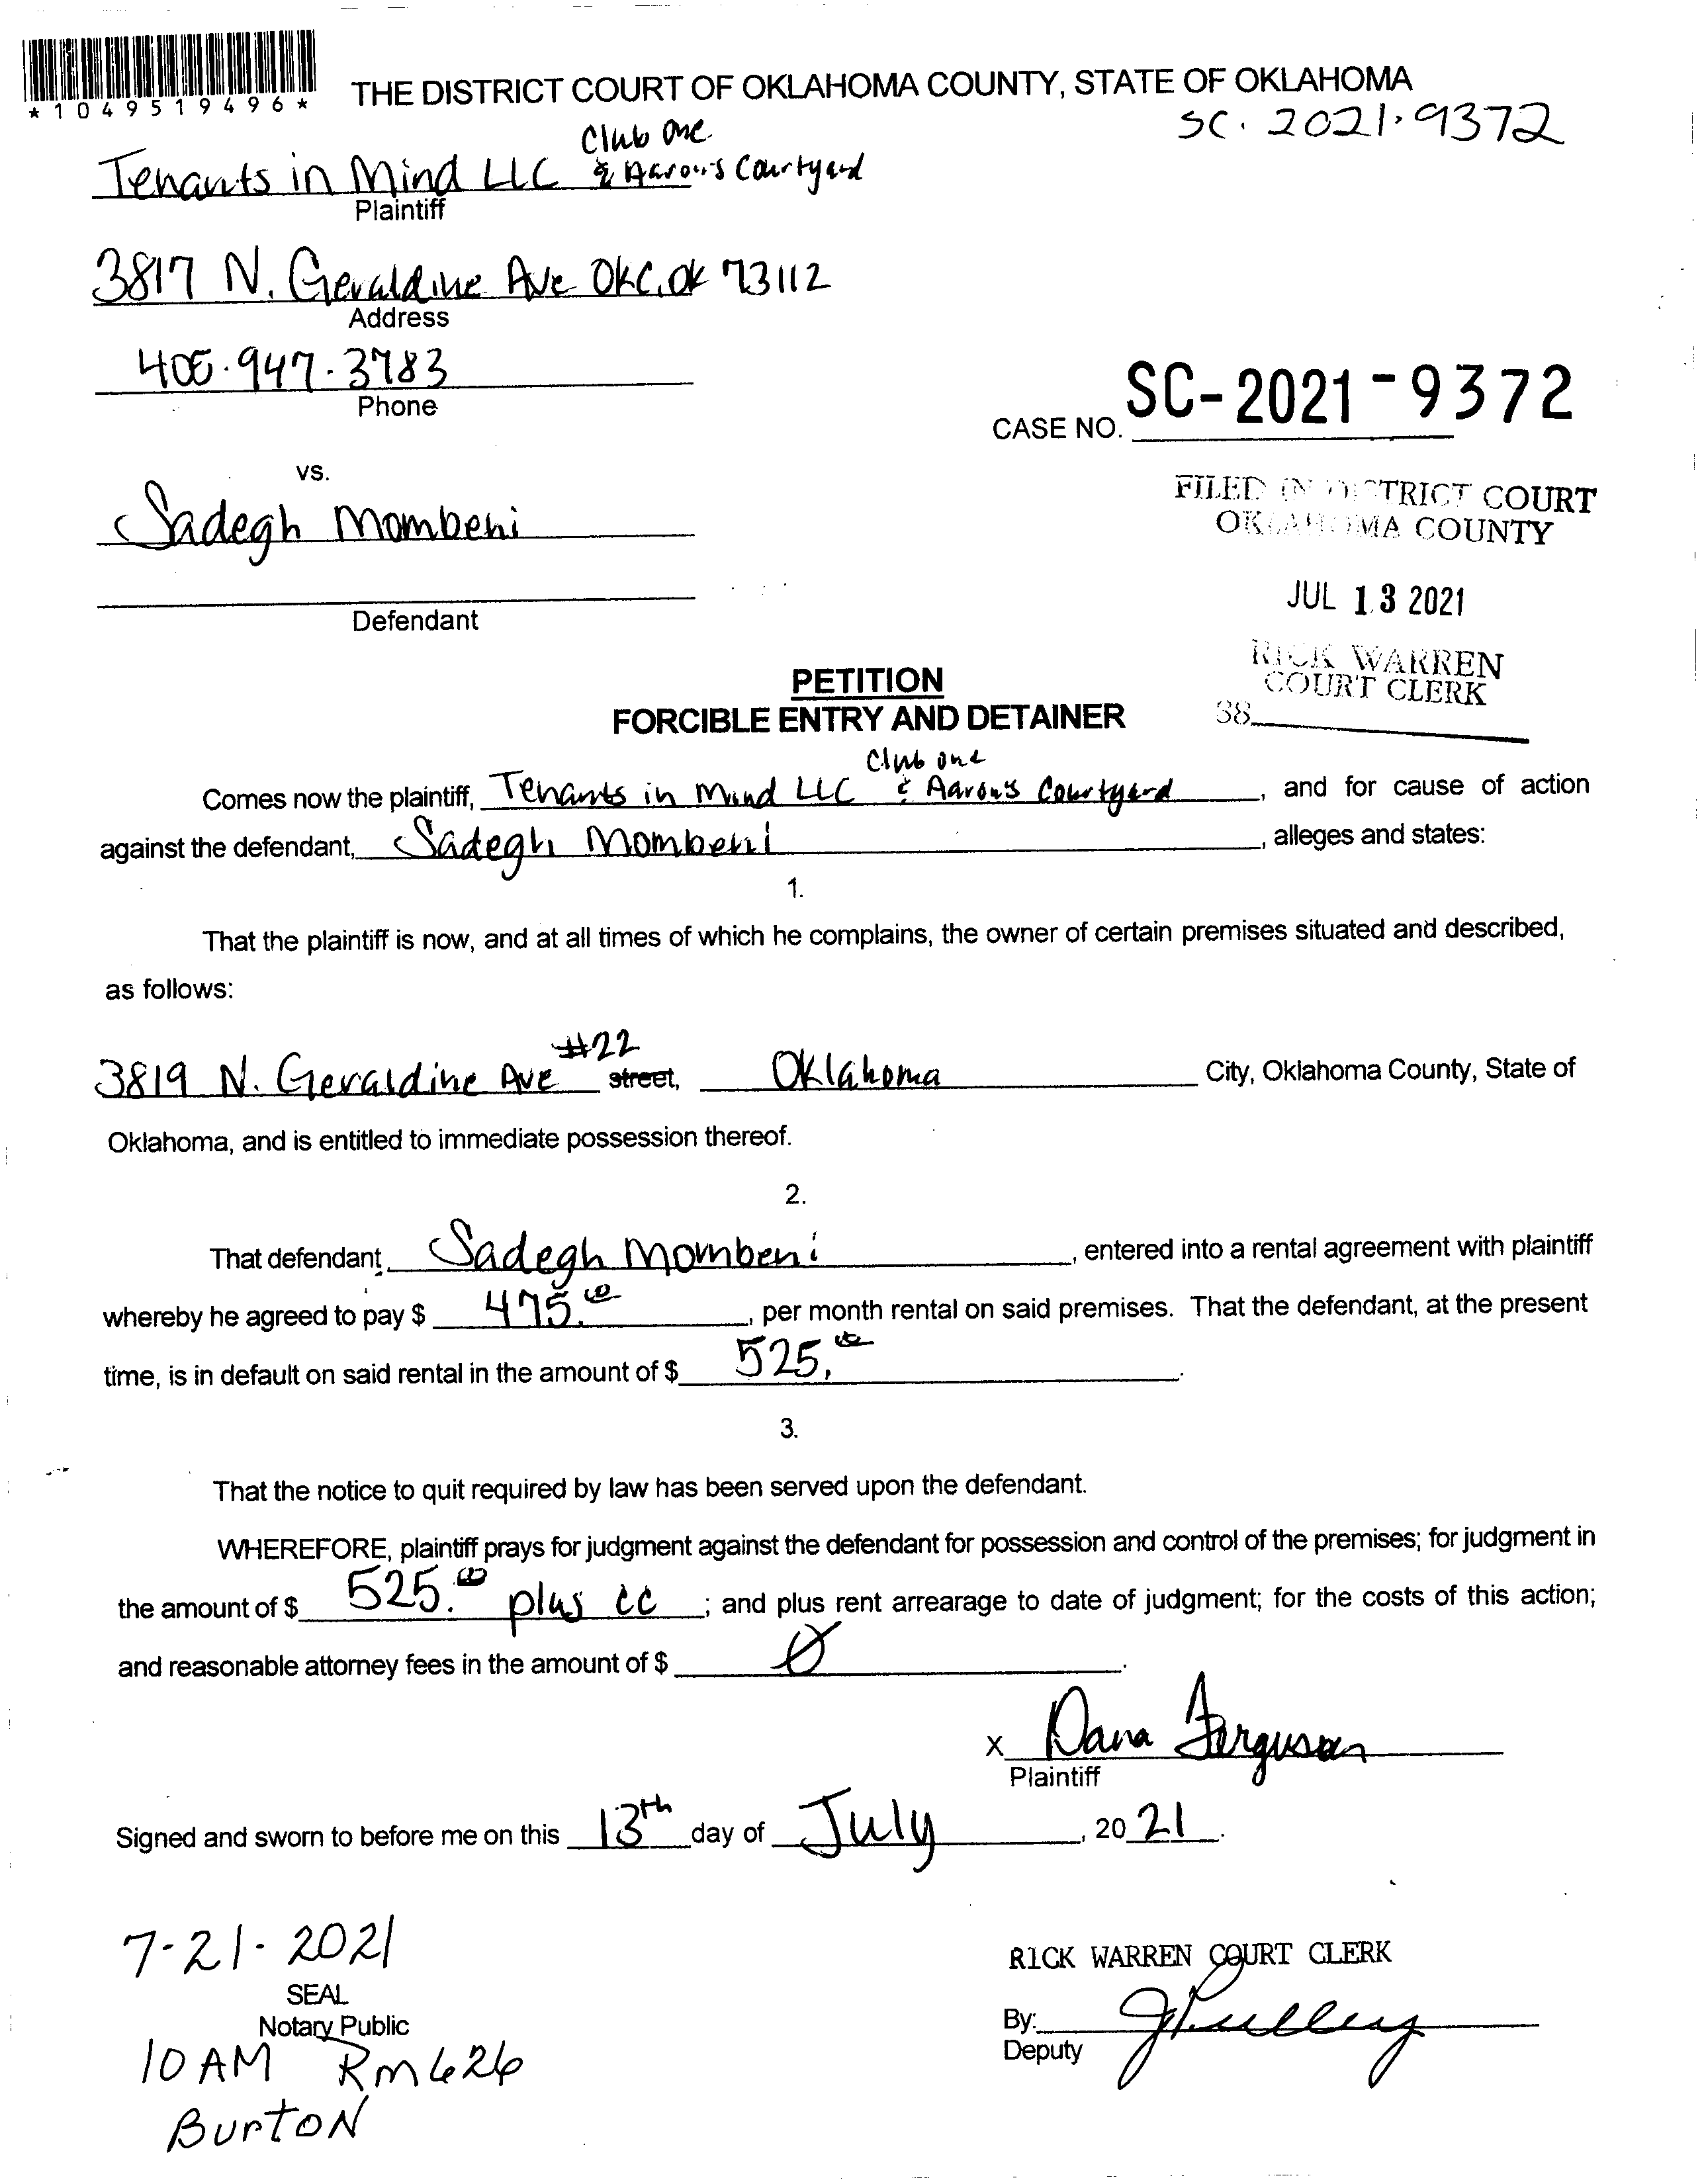 *1049519496*
THE DISTRICT COURT OF OKLAHOMA COUNTY, STATE OF OKLAHOMA
SC. 2021.9372
Club One
Tenants in Mind LLC & Aaron's Courtyard
Plaintiff
3817 N. Geraldine Ave OKC, OK 73112
Address
405.947.3783
Phone
CASE NO. SC-2021-9372
vs.
FILED IN DISTRICT COURT
OKLAHOMA COUNTY
Sadegh Mombeni
JUL 13 2021
Defendant
RICK WARREN
COURT CLERK
38
PETITION
FORCIBLE ENTRY AND DETAINER
Club one
Comes now the plaintiff, Tenants in Mind LLC & Aaron's Courtyard, and for cause of action
against the defendant, Sadegh Mombeni, alleges and states:
1.
That the plaintiff is now, and at all times of which he complains, the owner of certain premises situated and described,
as follows:
#22
3819 N. Geraldine Ave street, Oklahoma City, Oklahoma County, State of
Oklahoma, and is entitled to immediate possession thereof.
2.
That defendant, Sadegh Mombeni, entered into a rental agreement with plaintiff
whereby he agreed to pay $ 475.00, per month rental on said premises. That the defendant, at the present
time, is in default on said rental in the amount of $ 525.00.
3.
That the notice to quit required by law has been served upon the defendant.
WHEREFORE, plaintiff prays for judgment against the defendant for possession and control of the premises; for judgment in
the amount of $ 525.00 plus cc; and plus rent arrearage to date of judgment; for the costs of this action;
and reasonable attorney fees in the amount of $ 0.
X Dana Ferguson
Plaintiff
Signed and sworn to before me on this 13th day of July, 2021.
7-21-2021
SEAL
Notary Public
10 AM Rm 626
Burton
RICK WARREN COURT CLERK
By: JPulley
Deputy